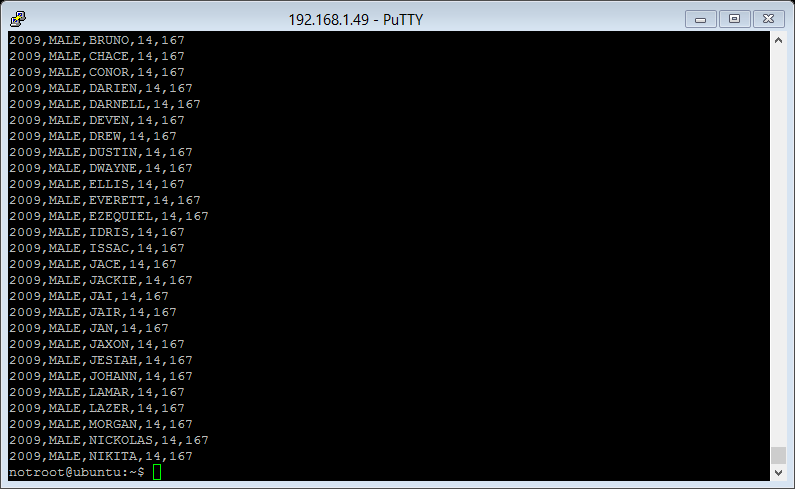 192.168.1.49 - PuTTY
2009,MALE,BRUNO,14,167
2009,MALE,CHACE,14,167
2009,MALE,CONOR,14,167
2009,MALE,DARIEN,14,167
2009,MALE,DARNELL,14,167
2009,MALE,DEVEN,14,167
2009,MALE,DREW,14,167
2009,MALE,DUSTIN,14,167
2009,MALE,DWAYNE,14,167
2009,MALE,ELLIS,14,167
2009,MALE,EVERETT,14,167
2009,MALE,EZEQUIEL,14,167
2009,MALE,IDRIS,14,167
2009,MALE,ISSAC,14,167
2009,MALE,JACE,14,167
2009,MALE,JACKIE,14,167
2009,MALE,JAI,14,167
2009,MALE,JAIR,14,167
2009,MALE,JAN,14,167
2009,MALE,JAXON,14,167
2009,MALE,JESIAH,14,167
2009,MALE,JOHANN,14,167
2009,MALE,LAMAR,14,167
2009,MALE,LAZER,14,167
2009,MALE,MORGAN,14,167
2009,MALE,NICKOLAS,14,167
2009,MALE,NIKITA,14,167
notroot@ubuntu:~$